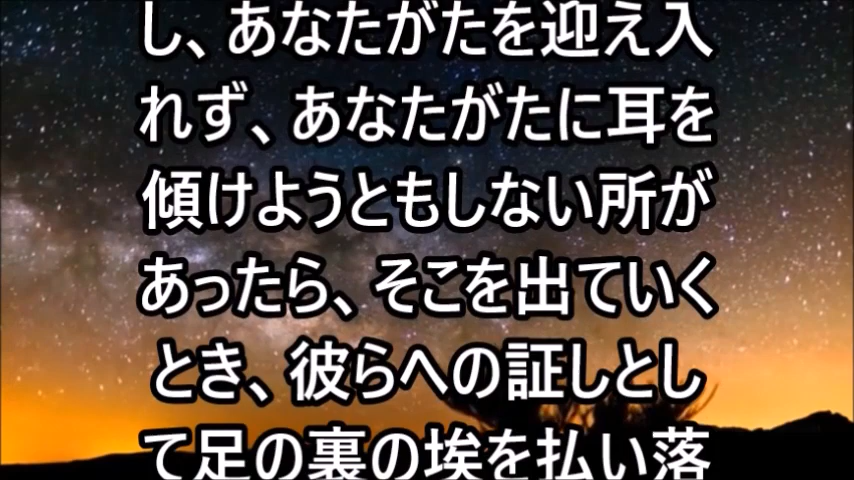 し、あなたがたを迎え入
れず、あなたがたに耳を
傾けようともしない所が
あったら、そこを出ていく
とき、彼らへの証しとし
て足の裏の埃を払い落